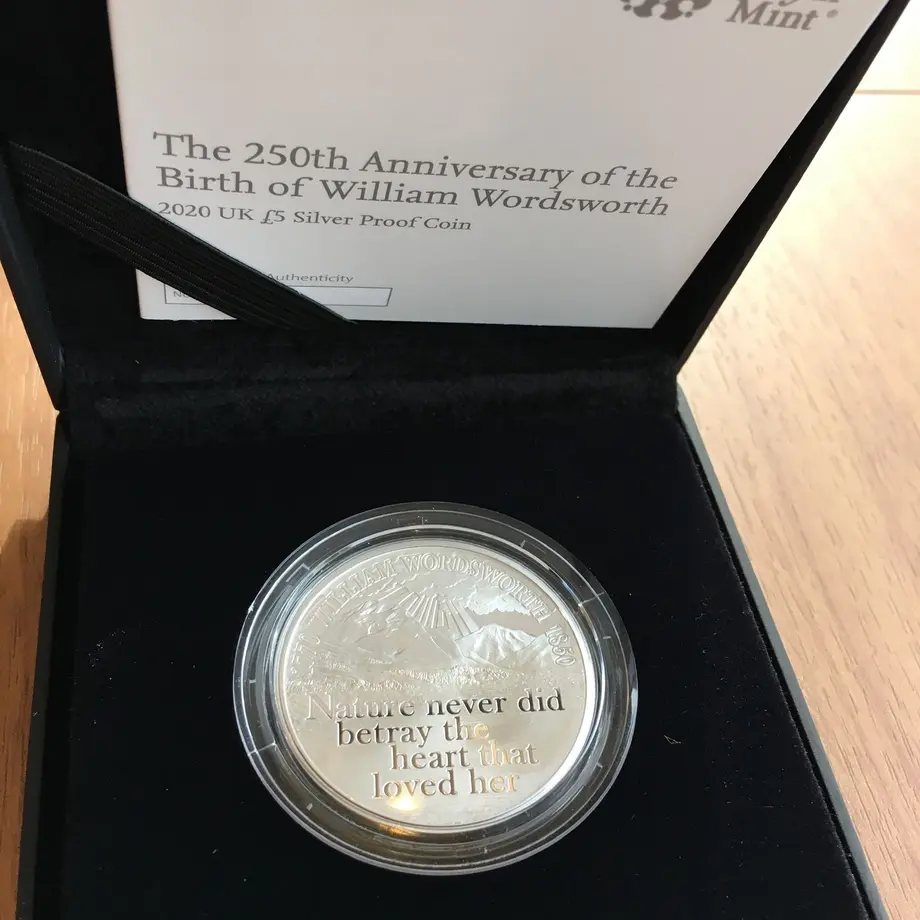 Mint®
The 250th Anniversary of the
Birth of William Wordsworth
2020 UK £5 Silver Proof Coin
Authenticity
WILLIAM WORDSWORTH 1850
Nature never did
betray the
heart that
loved her